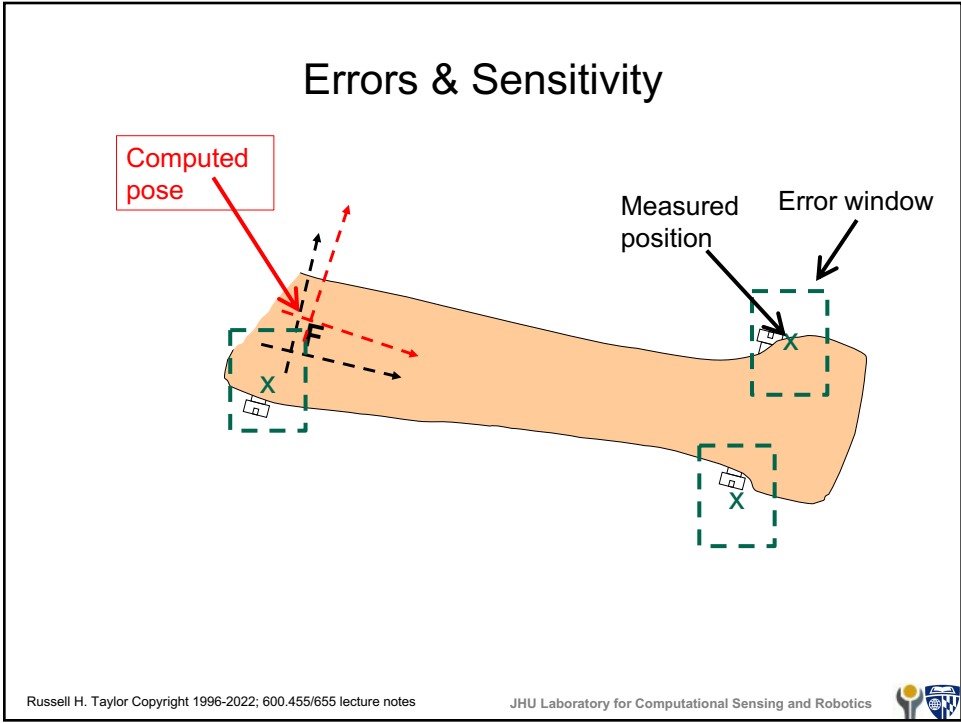 Errors & Sensitivity
Computed
pose
Measured
position
Error window
F
x
x
x
Russell H. Taylor Copyright 1996-2022; 600.455/655 lecture notes
JHU Laboratory for Computational Sensing and Robotics